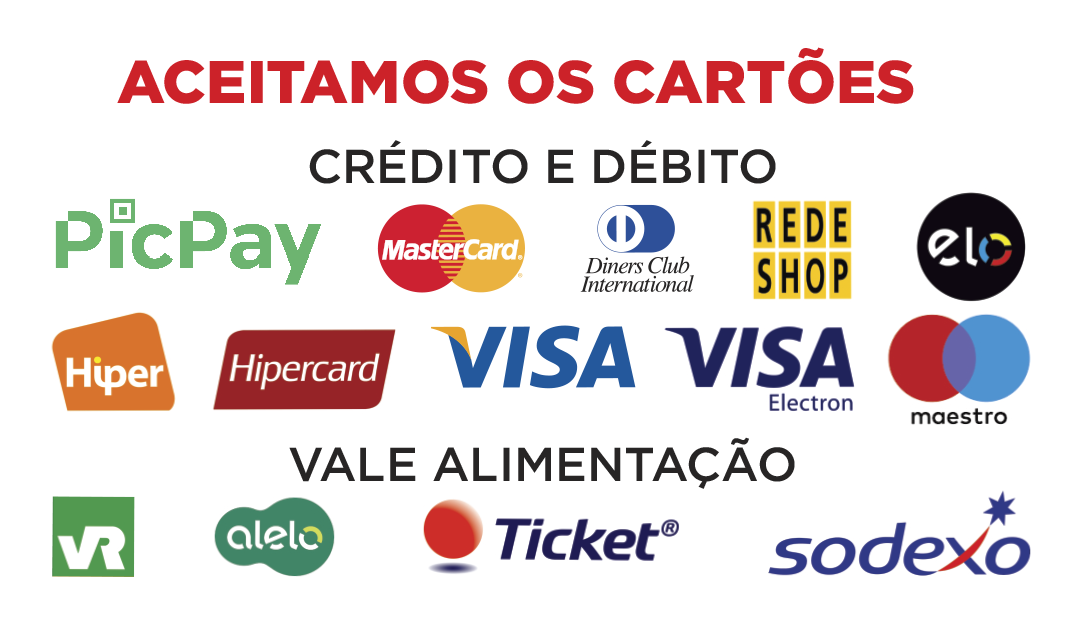 ACEITAMOS OS CARTÕES
CRÉDITO E DÉBITO
PicPay
MasterCard®
Diners Club
International
REDE
SHOP
elo
Hiper
Hipercard
VISA
VISA
Electron
maestro
VALE ALIMENTAÇÃO
VR
alelo
Ticket®
sodexo